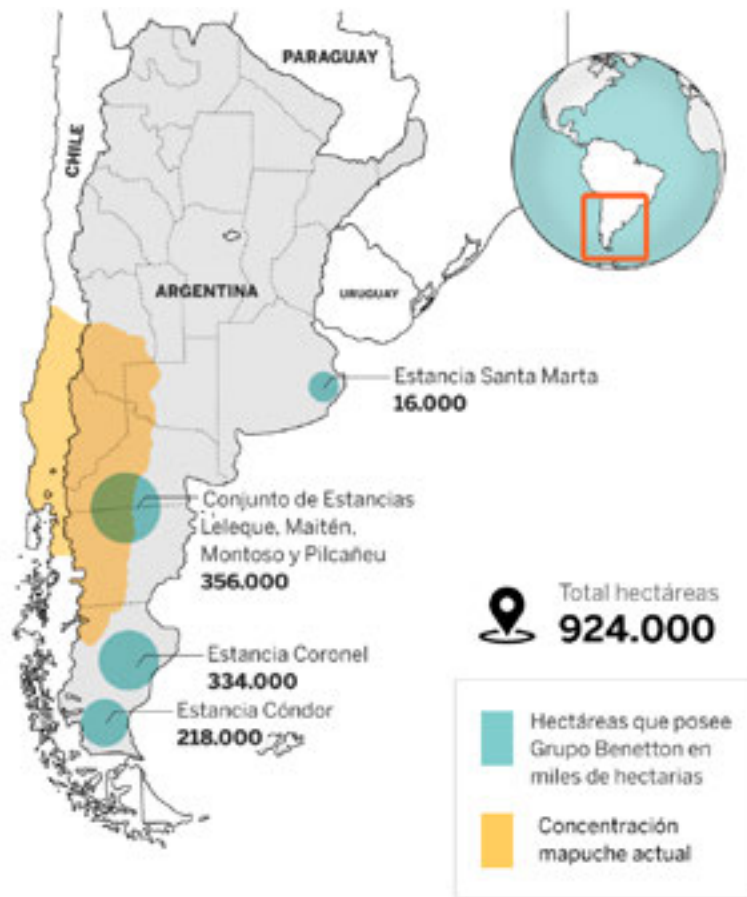 PARAGUAY
CHILE
ARGENTINA
URUGUAY
Estancia Santa Marta
16.000
Conjunto de Estancias
Leleque, Maitén,
Montoso y Pilcañeu
356.000
Total hectáreas
924.000
Estancia Coronel
334.000
Estancia Cóndor
218.000
Hectáreas que posee
Grupo Benetton en
miles de hectarias
Concentración
mapuche actual